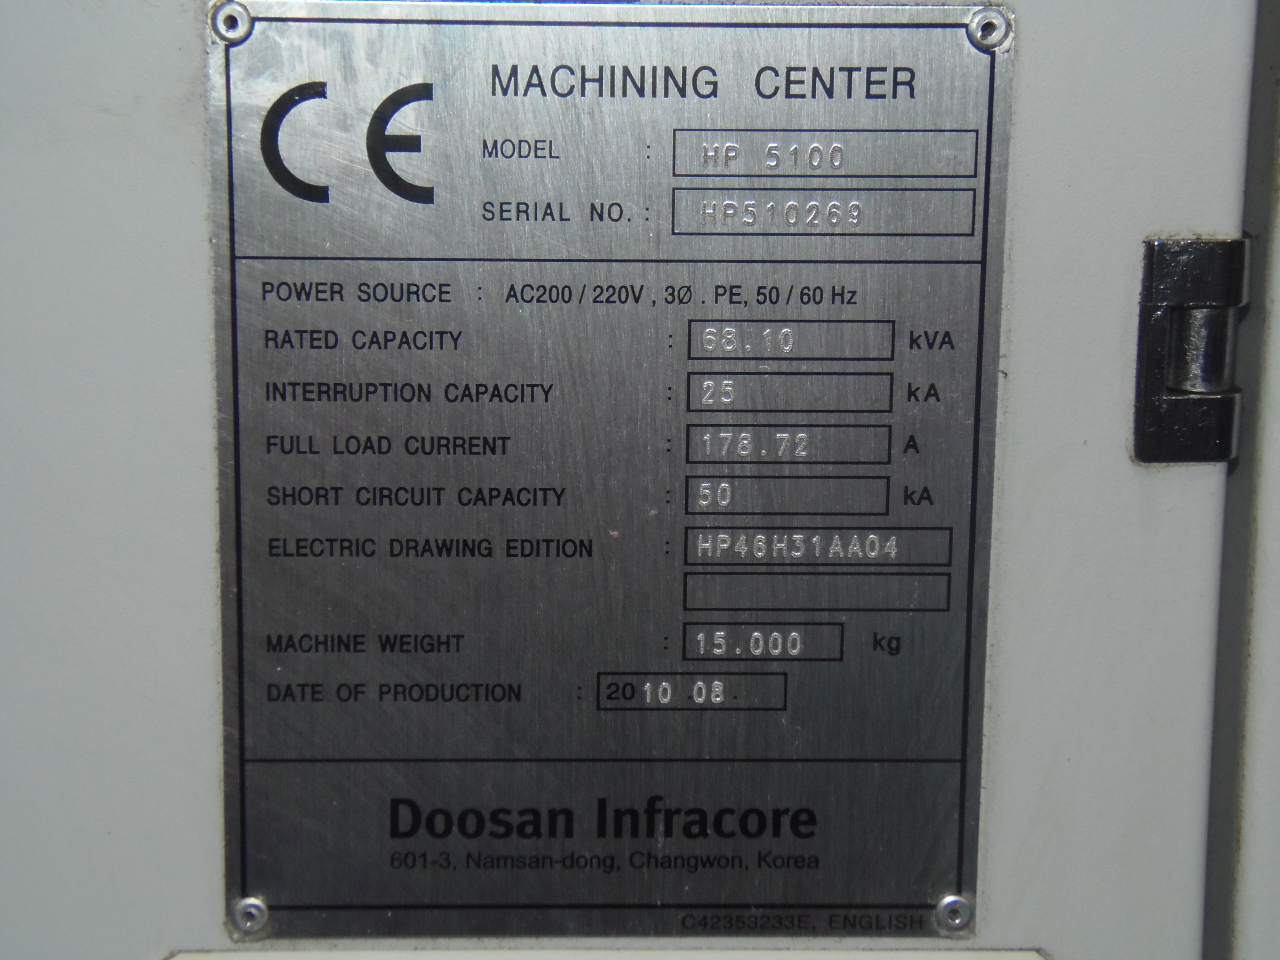 CE
MACHINING CENTER
MODEL : HP 5100
SERIAL NO. : HP510269
POWER SOURCE : AC200 / 220V , 3Ø . PE, 50 / 60 Hz
RATED CAPACITY : 68.10 kVA
INTERRUPTION CAPACITY : 25 kA
FULL LOAD CURRENT : 178.72 A
SHORT CIRCUIT CAPACITY : 50 kA
ELECTRIC DRAWING EDITION : HP46H31AA04
MACHINE WEIGHT : 15.000 kg
DATE OF PRODUCTION : 2010 . 08 .
Doosan Infracore
601-3, Namsan-dong, Changwon, Korea
C42353233E, ENGLISH